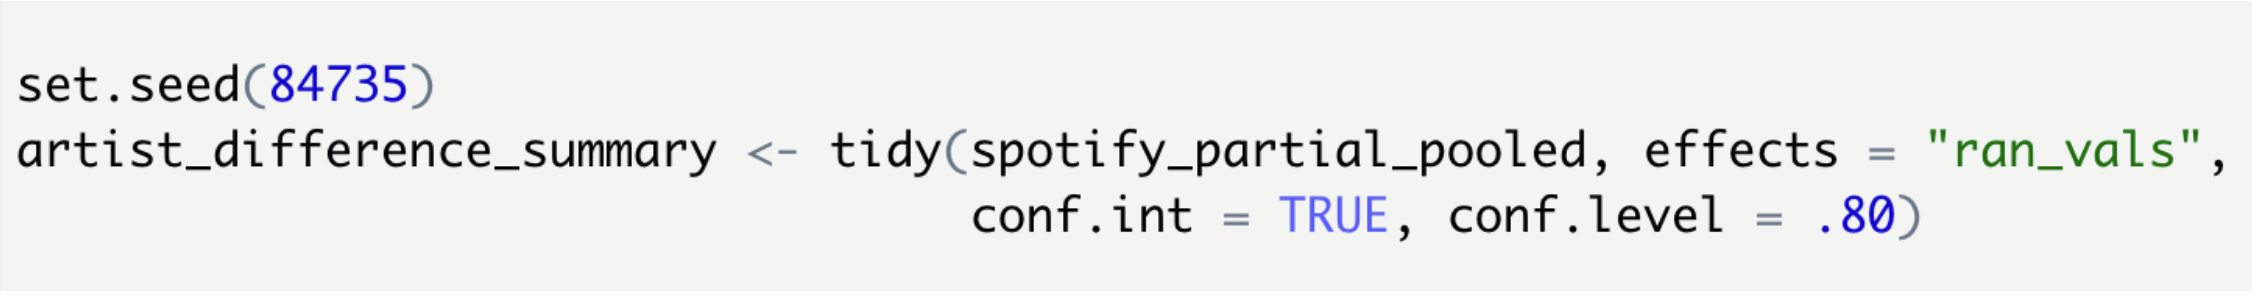 set.seed(84735)
artist_difference_summary <- tidy(spotify_partial_pooled, effects = "ran_vals",
                                  conf.int = TRUE, conf.level = .80)